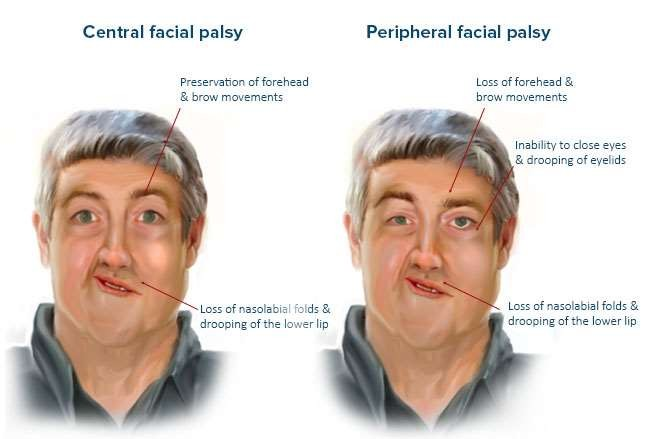 Central facial palsy
Peripheral facial palsy
Preservation of forehead
& brow movements
Loss of nasolabial folds &
drooping of the lower lip
Loss of forehead &
brow movements
Inability to close eyes
& drooping of eyelids
Loss of nasolabial folds &
drooping of the lower lip